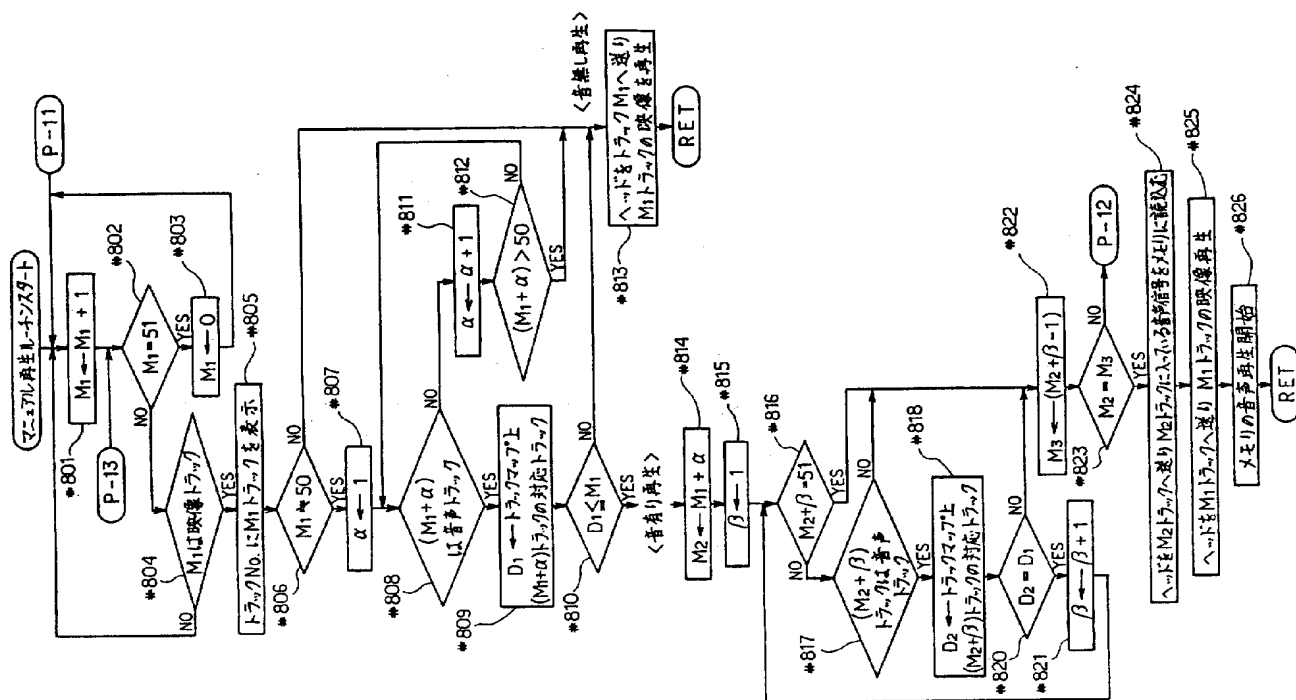 マニュアル再生ルーチンスタート
P-11
#801
M₁←M₁+1
P-13
#802
M₁=51
NO
YES
#803
M₁←0
#804
M₁は映像トラック
NO
YES
#805
トラックNo.にM₁トラックを表示
#806
M₁≒50
NO
YES
#807
α←1
#808
(M₁+α)
は音声トラック
NO
YES
#809
D₁←トラックマップ上
(M₁+α)トラックの対応トラック
#810
D₁≦M₁
NO
YES
#811
α←α+1
#812
(M₁+α)>50
NO
YES
<音無し再生>
#813
ヘッドをトラックM₁へ送り
M₁トラックの映像を再生
RET
<音有り再生>
#814
M₂←M₁+α
#815
β←1
#816
M₂+β=51
NO
YES
#817
(M₂+β)
トラックは音声
トラック
NO
YES
#818
D₂←トラックマップ上
(M₂+β)トラックの対応トラック
#820
D₂=D₁
NO
YES
#821
β←β+1
#822
M₃←(M₂+β-1)
#823
M₂=M₃
NO
P-12
YES
#824
ヘッドをM₂トラックへ送りM₂トラックに入っている音声信号をメモリに読込む
#825
ヘッドをM₁トラックへ送りM₁トラックの映像再生
#826
メモリの音声再生開始
RET